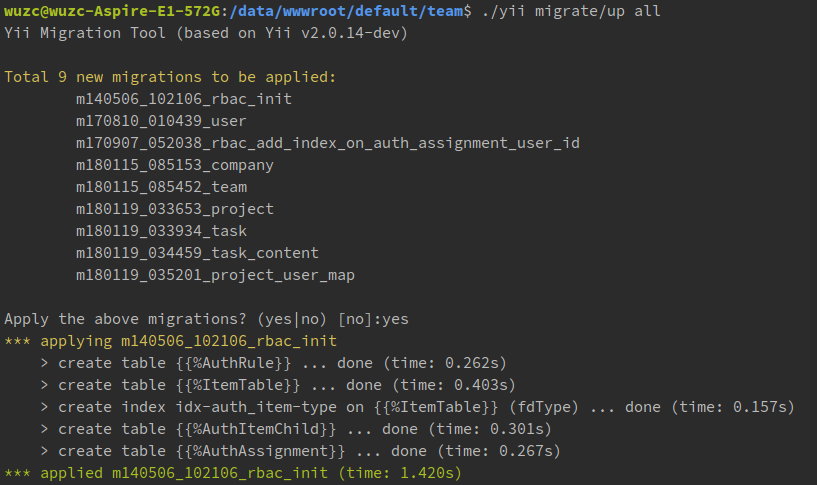 wuzc@wuzc-Aspire-E1-572G:/data/wwwroot/default/team$ ./yii migrate/up all
Yii Migration Tool (based on Yii v2.0.14-dev)
Total 9 new migrations to be applied:
m140506_102106_rbac_init
m170810_010439_user
m170907_052038_rbac_add_index_on_auth_assignment_user_id
m180115_085153_company
m180115_085452_team
m180119_033653_project
m180119_033934_task
m180119_034459_task_content
m180119_035201_project_user_map
Apply the above migrations? (yes|no) [no]:yes
*** applying m140506_102106_rbac_init
> create table {{%AuthRule}} ... done (time: 0.262s)
> create table {{%ItemTable}} ... done (time: 0.403s)
> create index idx-auth_item-type on {{%ItemTable}} (fdType) ... done (time: 0.157s)
> create table {{%AuthItemChild}} ... done (time: 0.301s)
> create table {{%AuthAssignment}} ... done (time: 0.267s)
*** applied m140506_102106_rbac_init (time: 1.420s)